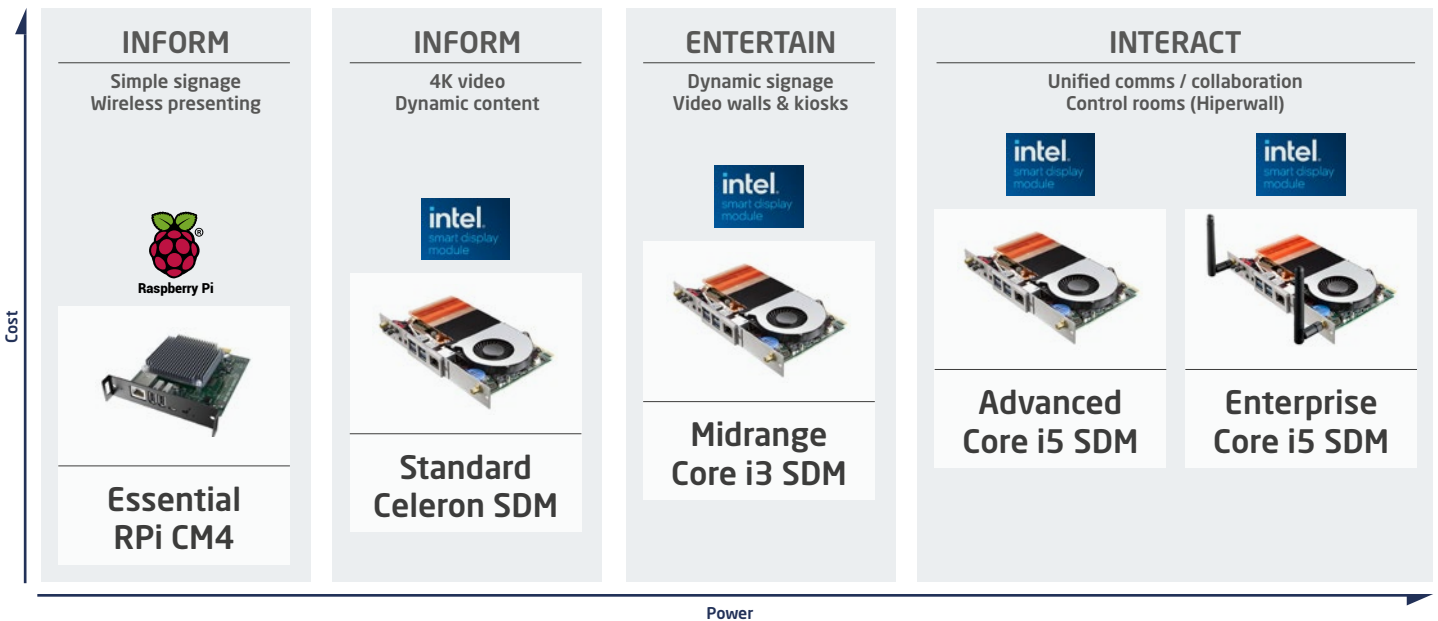 INFORM
Simple signage
Wireless presenting
Raspberry Pi
®
Essential
RPi CM4
INFORM
4K video
Dynamic content
intel.
smart display
module
Standard
Celeron SDM
ENTERTAIN
Dynamic signage
Video walls & kiosks
intel.
smart display
module
Midrange
Core i3 SDM
INTERACT
Unified comms / collaboration
Control rooms (Hiperwall)
intel.
smart display
module
Advanced
Core i5 SDM
intel.
smart display
module
Enterprise
Core i5 SDM
Cost
Power